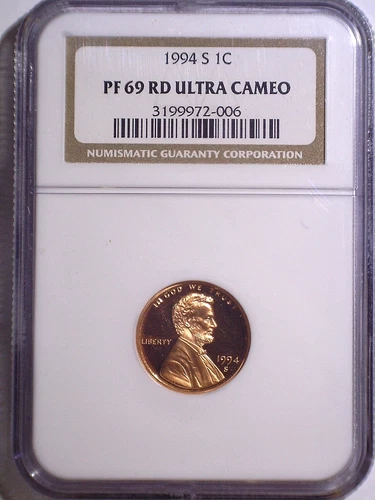 1994 S 1C
PF 69 RD ULTRA CAMEO
3199972-006
NUMISMATIC GUARANTY CORPORATION
IN GOD WE TRUST
LIBERTY
1994
S